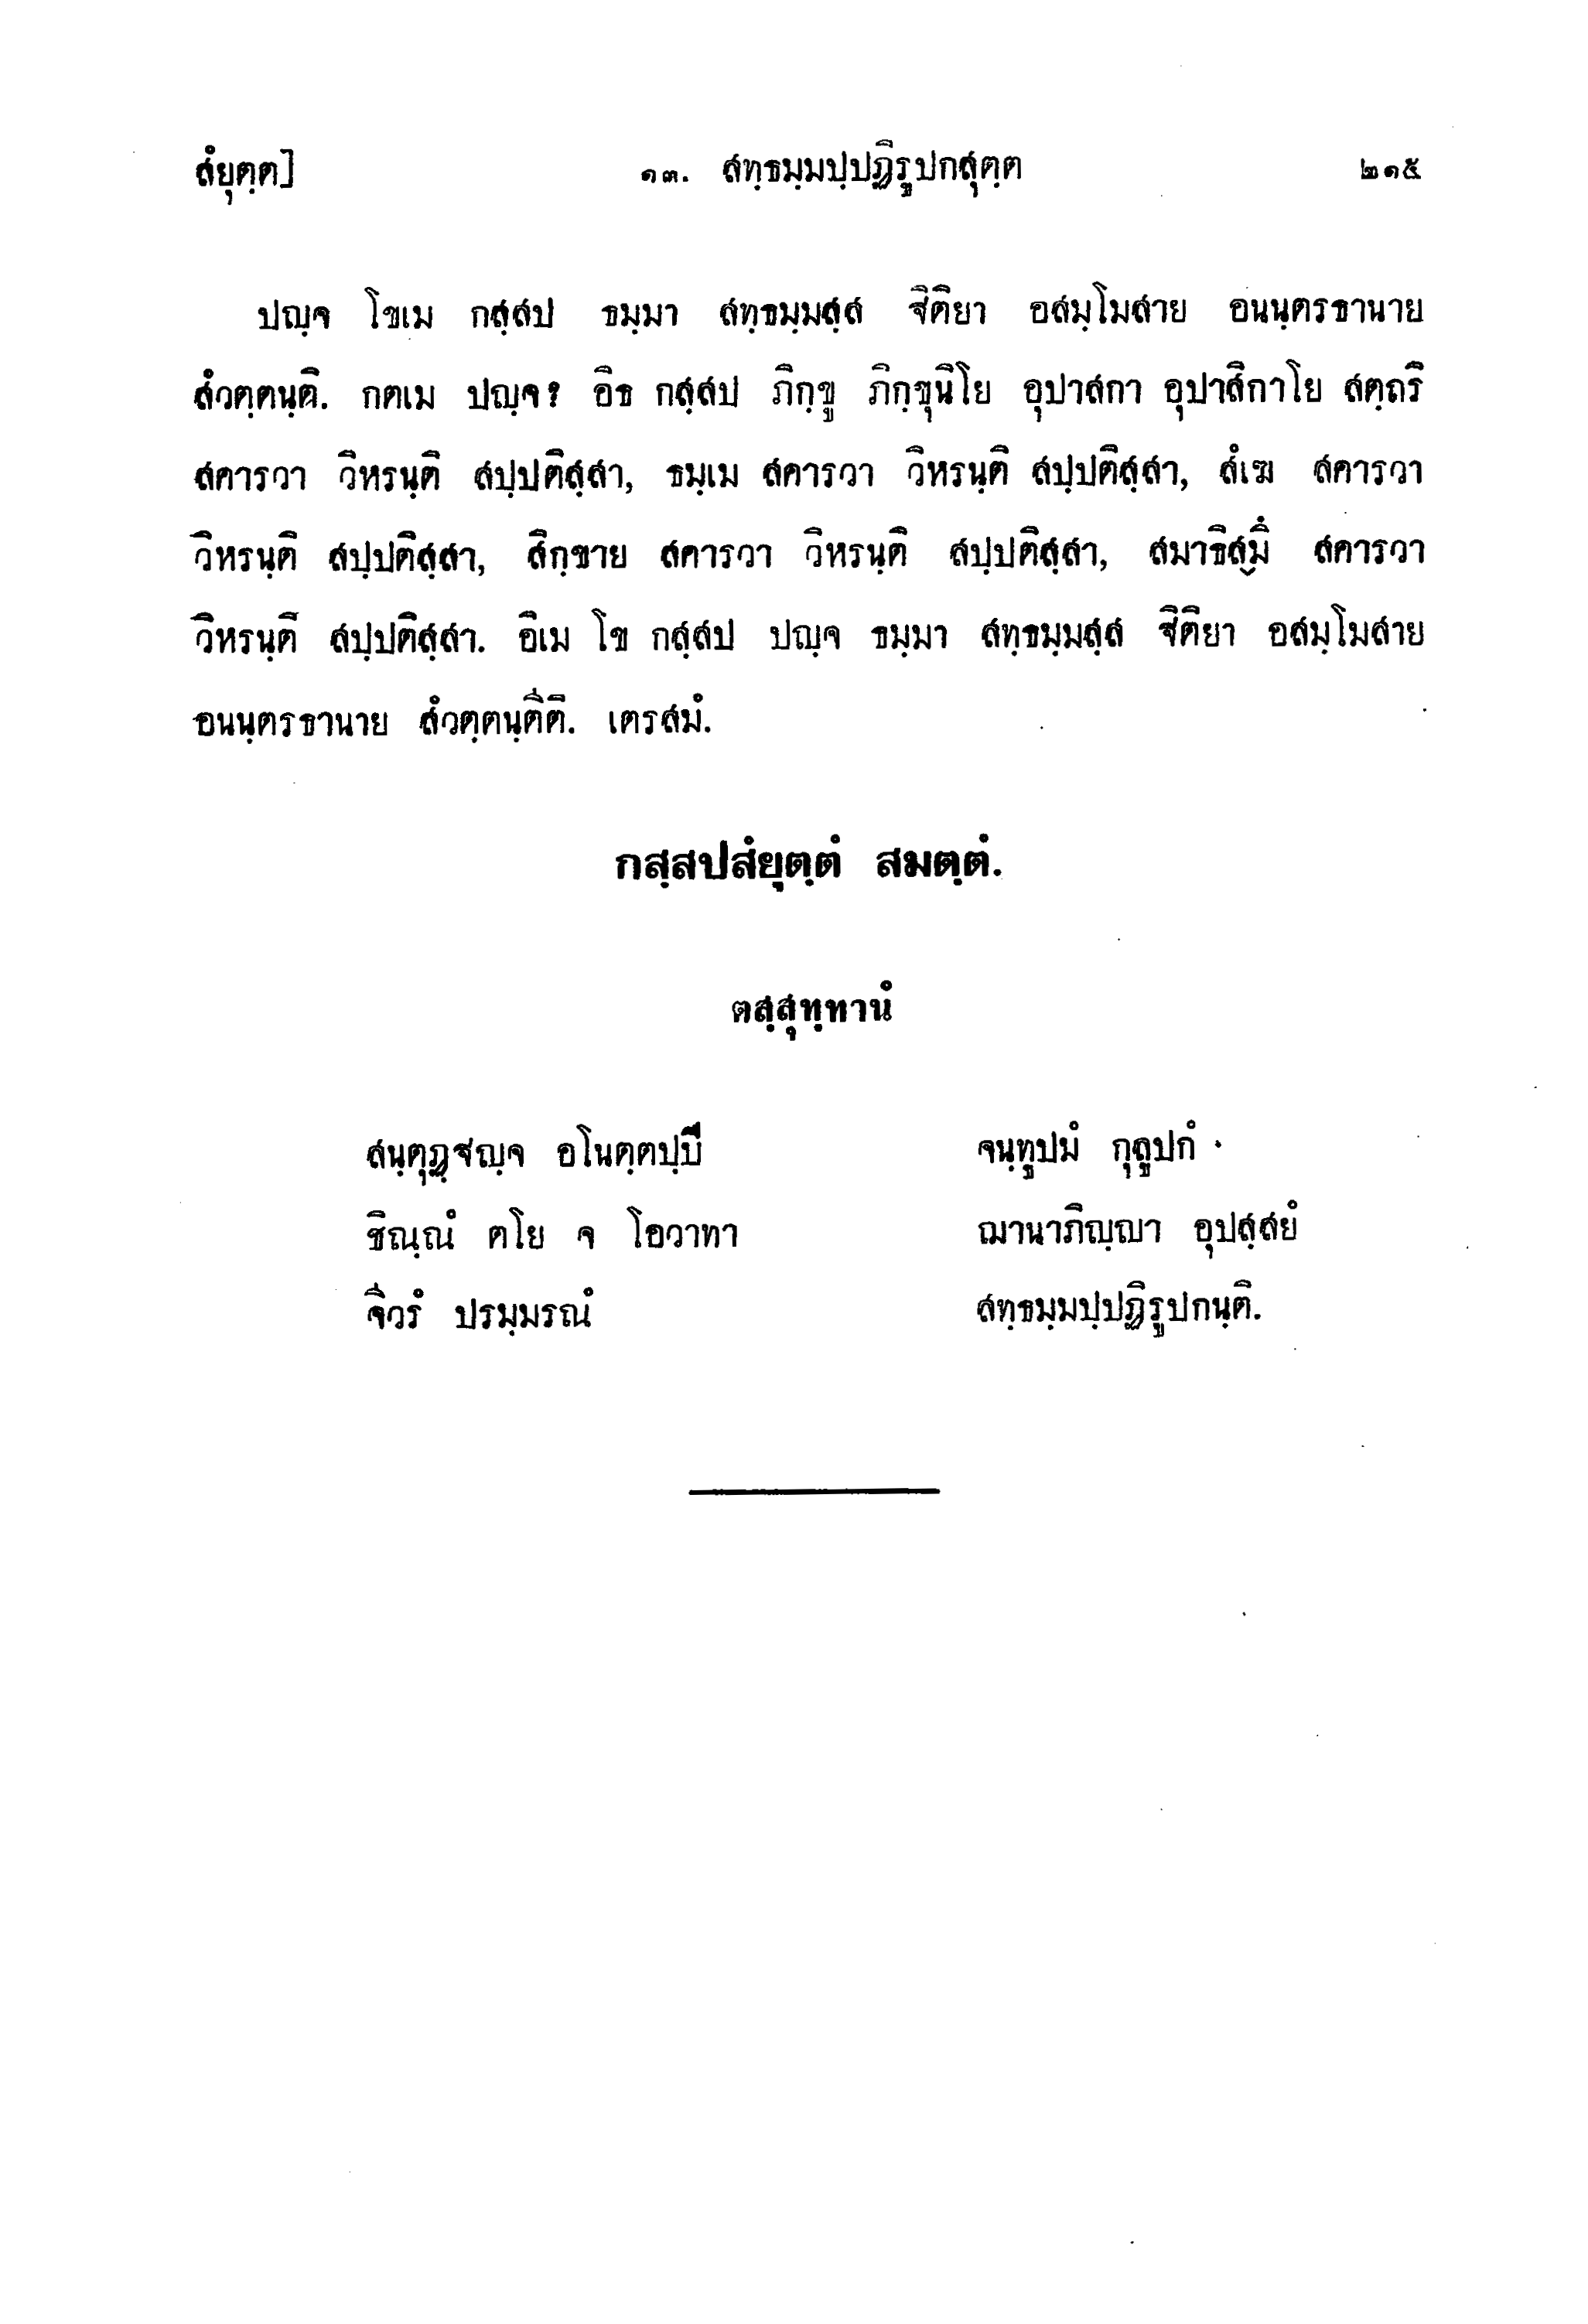 สํยุตฺต]	๑๓. สทฺธมฺมปฺปฏิรูปกสุตฺต	๒๑๕
ปญฺจ โขเม กสฺสป ธมฺมา สทฺธมฺมสฺส ฐิติยา อสมฺโมสาย อนนฺตรธานาย
สํวตฺตนฺติ. กตเม ปญฺจ? อิธ กสฺสป ภิกฺขู ภิกฺขุนิโย อุปาสกา อุปาสิกาโย สตฺถริ
สคารวา วิหรนฺติ สปฺปติสฺสา, ธมฺเม สคารวา วิหรนฺติ สปฺปติสฺสา, สํเฆ สคารวา
วิหรนฺติ สปฺปติสฺสา, สิกฺขาย สคารวา วิหรนฺติ สปฺปติสฺสา, สมาธิสฺมึ สคารวา
วิหรนฺติ สปฺปติสฺสา. อิเม โข กสฺสป ปญฺจ ธมฺมา สทฺธมฺมสฺส ฐิติยา อสมฺโมสาย
อนนฺตรธานาย สํวตฺตนฺตีติ. เตรสมํ.
กสฺสปสํยุตฺตํ สมตฺตํ.
ตสฺสุทฺทานํ
สนฺตุฏฺฐญฺจ อโนตฺตปฺปี	จนฺทูปมํ กุลูปกํ
ชิณฺณํ ตโย จ โอวาทา	ฌานาภิญฺญา อุปสฺสยํ
จีวรํ ปรมฺมรณํ	สทฺธมฺมปฺปฏิรูปกนฺติ.